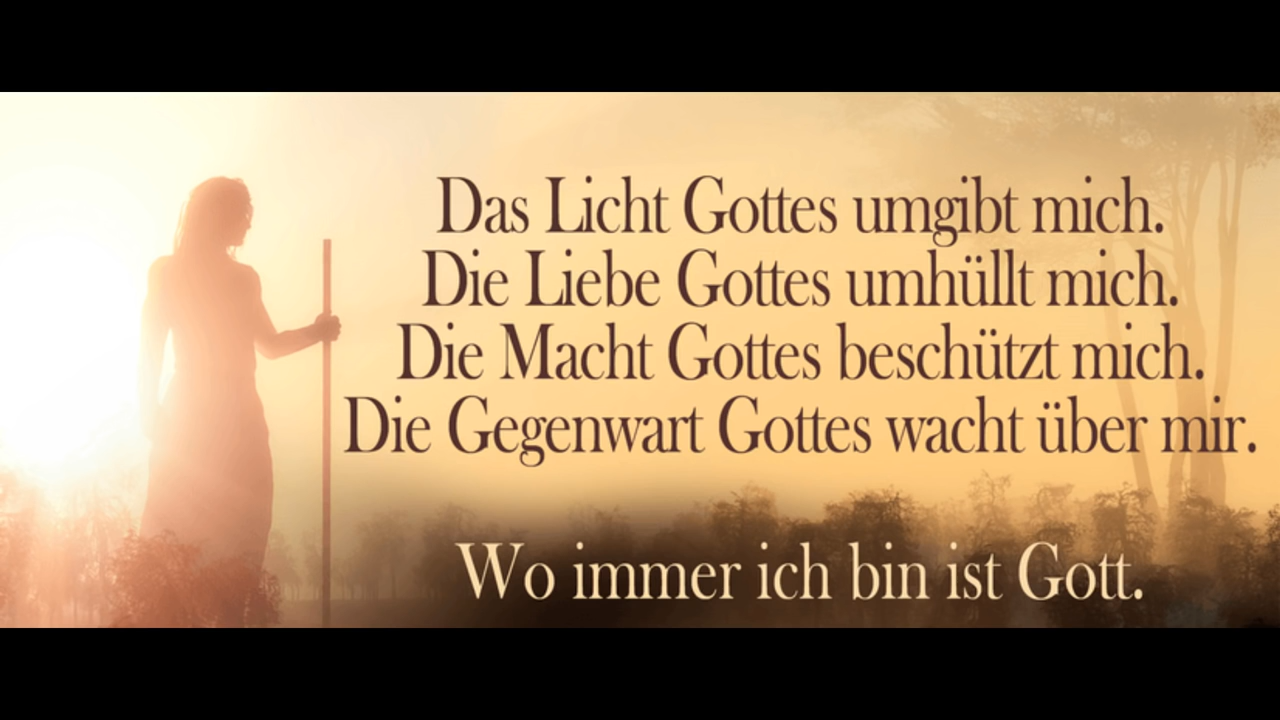 Das Licht Gottes umgibt mich.
Die Liebe Gottes umhüllt mich.
Die Macht Gottes beschützt mich.
Die Gegenwart Gottes wacht über mir.
Wo immer ich bin ist Gott.